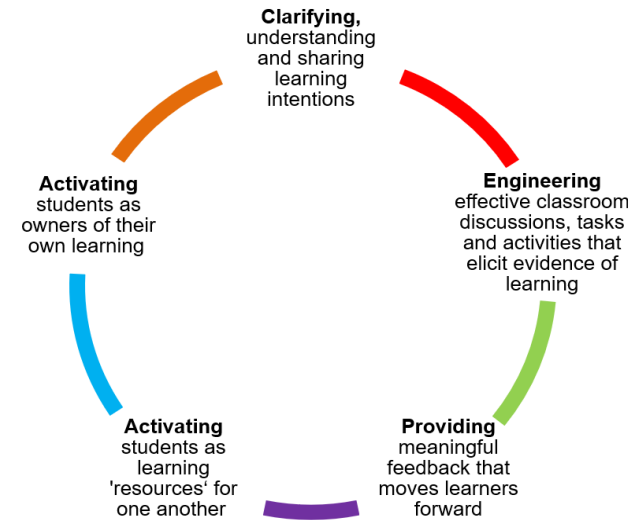 Clarifying,
understanding
and sharing
learning
intentions
Engineering
effective classroom
discussions, tasks
and activities that
elicit evidence of
learning
Providing
meaningful
feedback that
moves learners
forward
Activating
students as
learning
'resources‘ for
one another
Activating
students as
owners of their
own learning